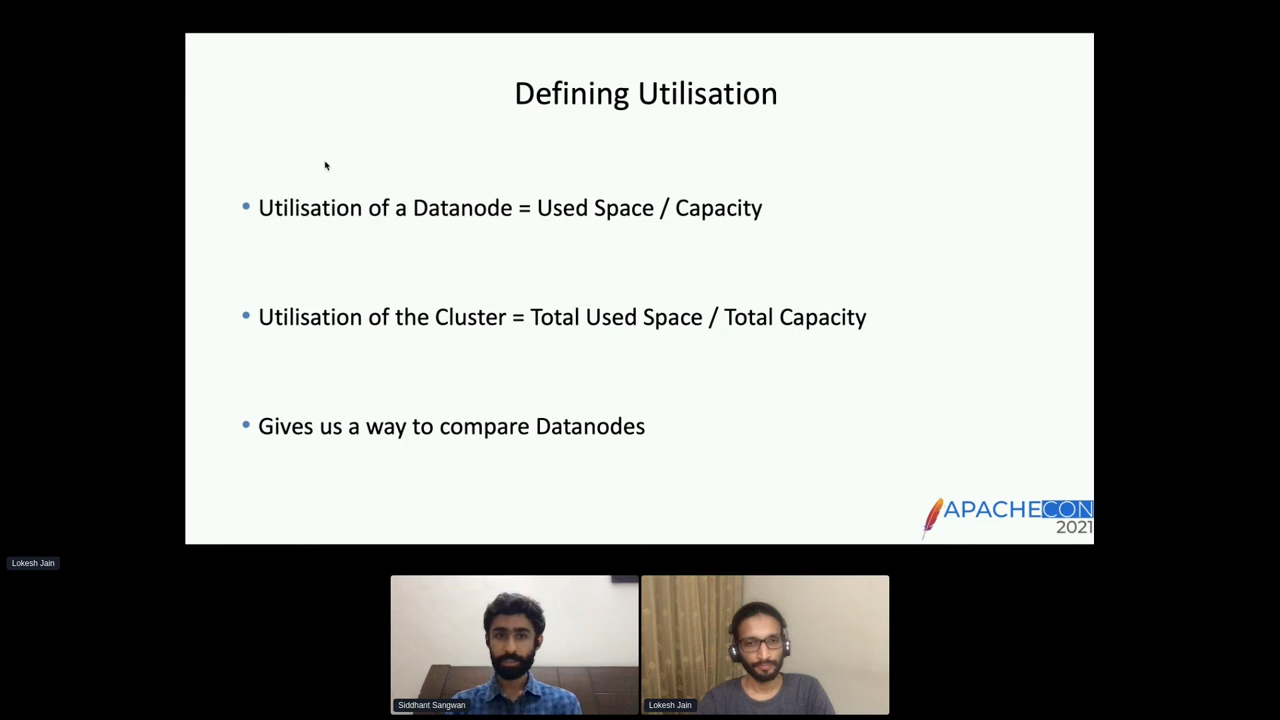 Defining Utilisation
• Utilisation of a Datanode = Used Space / Capacity
• Utilisation of the Cluster = Total Used Space / Total Capacity
• Gives us a way to compare Datanodes
APACHECON
2021
Lokesh Jain
Siddhant Sangwan
Lokesh Jain